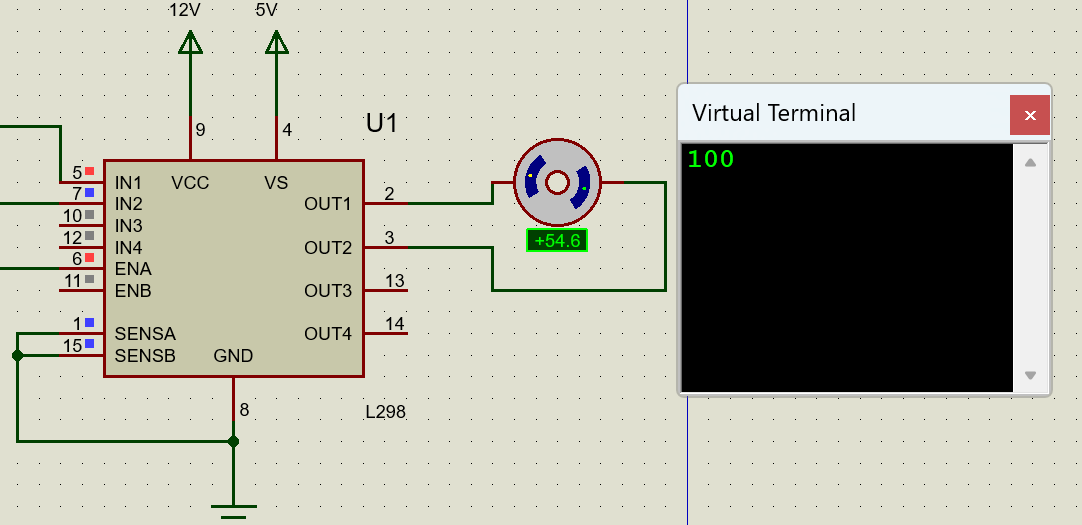 12V 5V
U1
9 4
5 IN1 VCC VS
7 IN2 OUT1 2
10 IN3
12 IN4 OUT2 3
6 ENA
11 ENB OUT3 13
1 SENSA OUT4 14
15 SENSB GND
8
L298
+54.6
Virtual Terminal
100